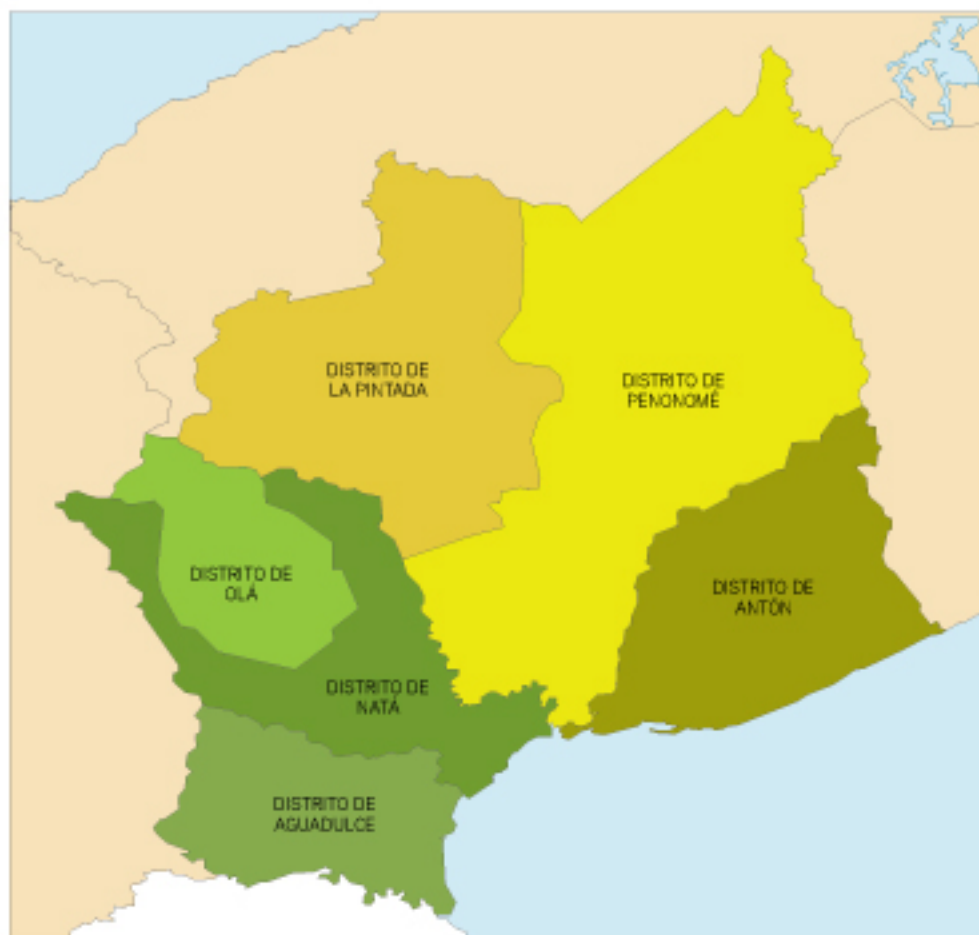 DISTRITO DE
LA PINTADA
DISTRITO DE
PENONOMÉ
DISTRITO DE
OLÁ
DISTRITO DE
ANTÓN
DISTRITO DE
NATÁ
DISTRITO DE
AGUADULCE